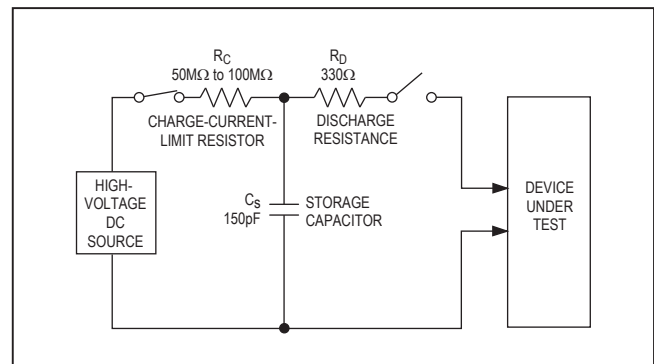 R_C
50MΩ to 100MΩ
CHARGE-CURRENT-
LIMIT RESISTOR
R_D
330Ω
DISCHARGE
RESISTANCE
HIGH-
VOLTAGE
DC
SOURCE
C_s
150pF
STORAGE
CAPACITOR
DEVICE
UNDER
TEST